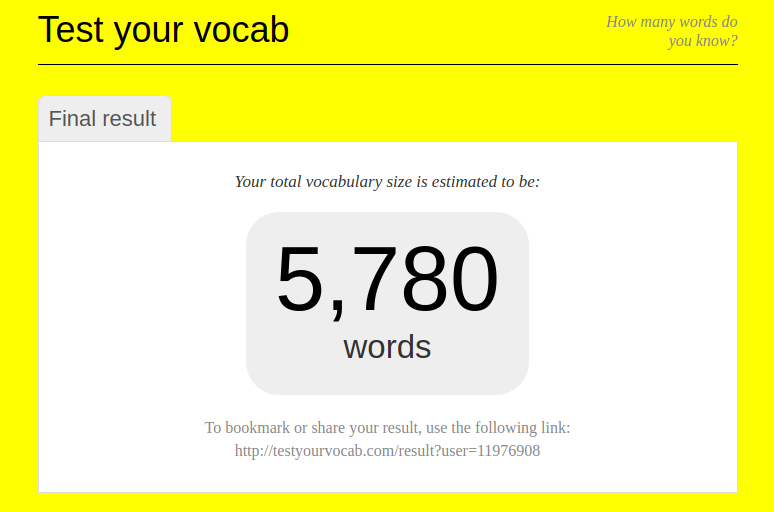 Test your vocab
How many words do
you know?
Final result
Your total vocabulary size is estimated to be:
5,780
words
To bookmark or share your result, use the following link:
http://testyourvocab.com/result?user=11976908